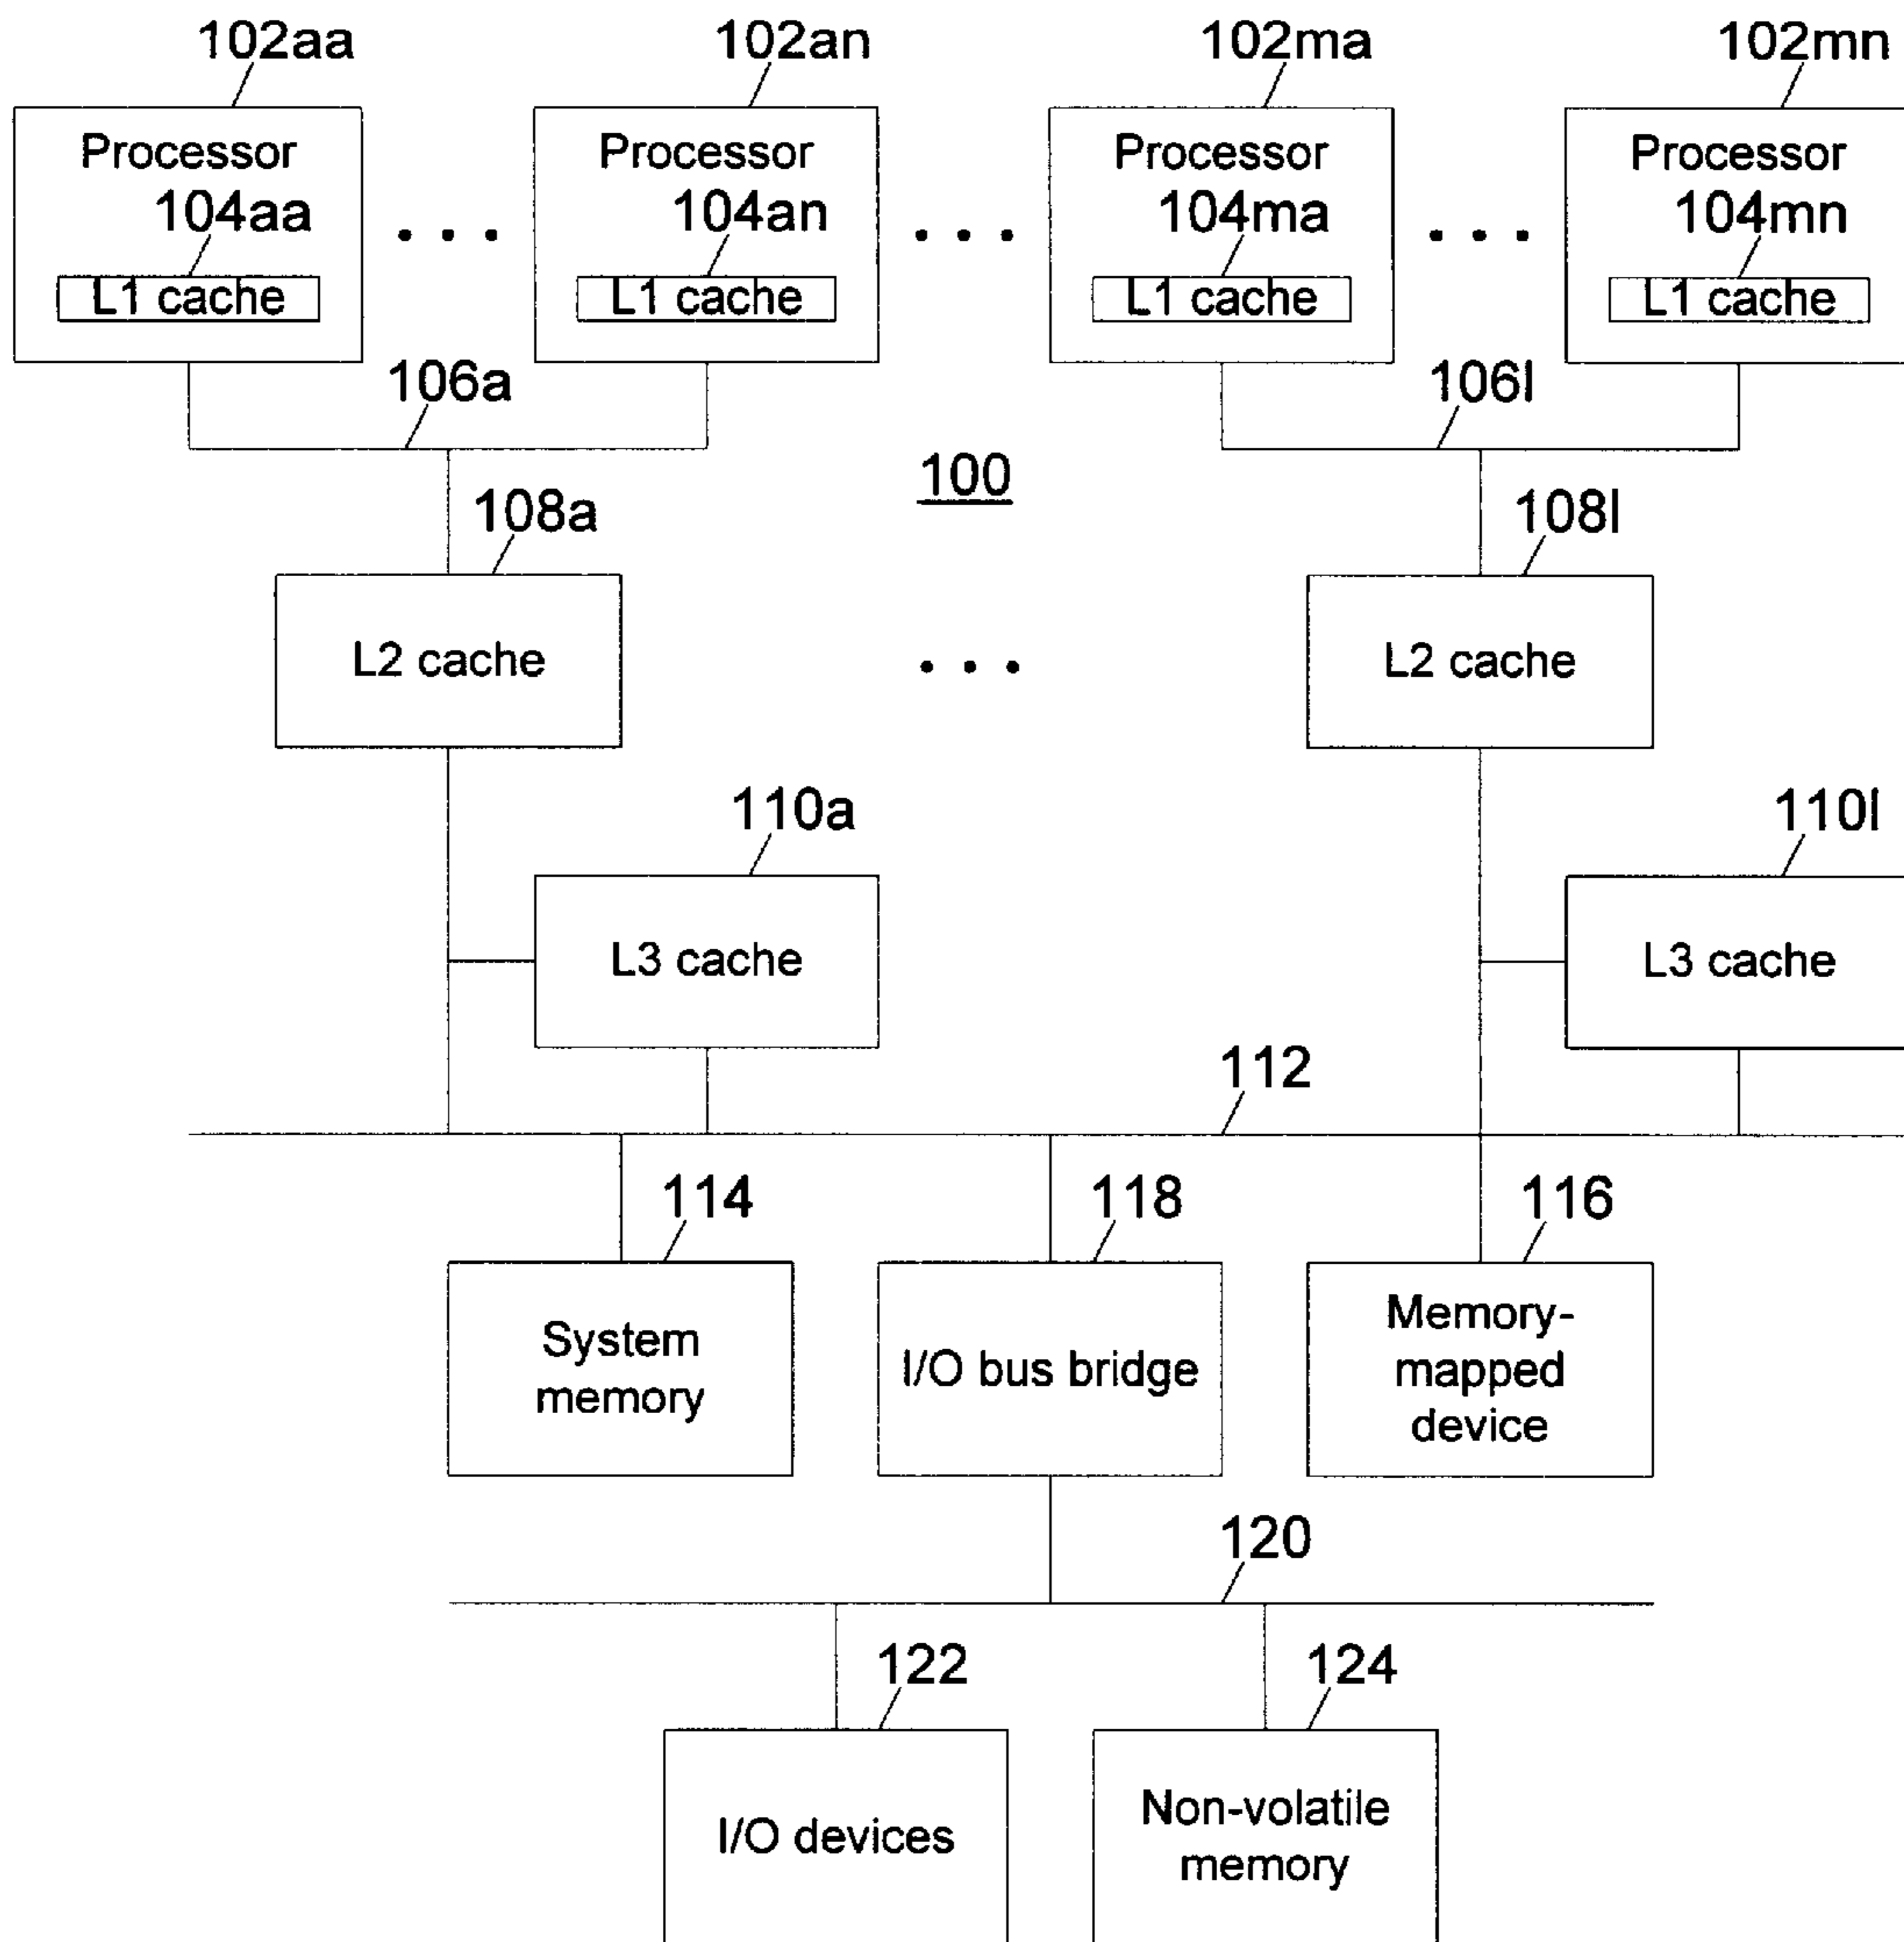 102aa 102an 102ma 102mn
Processor Processor Processor Processor
104aa 104an 104ma 104mn
L1 cache L1 cache L1 cache L1 cache
106a 106l
100
108a 108l
L2 cache L2 cache
110a 110l
L3 cache L3 cache
112
114 118 116
System
memory
I/O bus bridge
Memory-
mapped
device
120
122 124
I/O devices
Non-volatile
memory